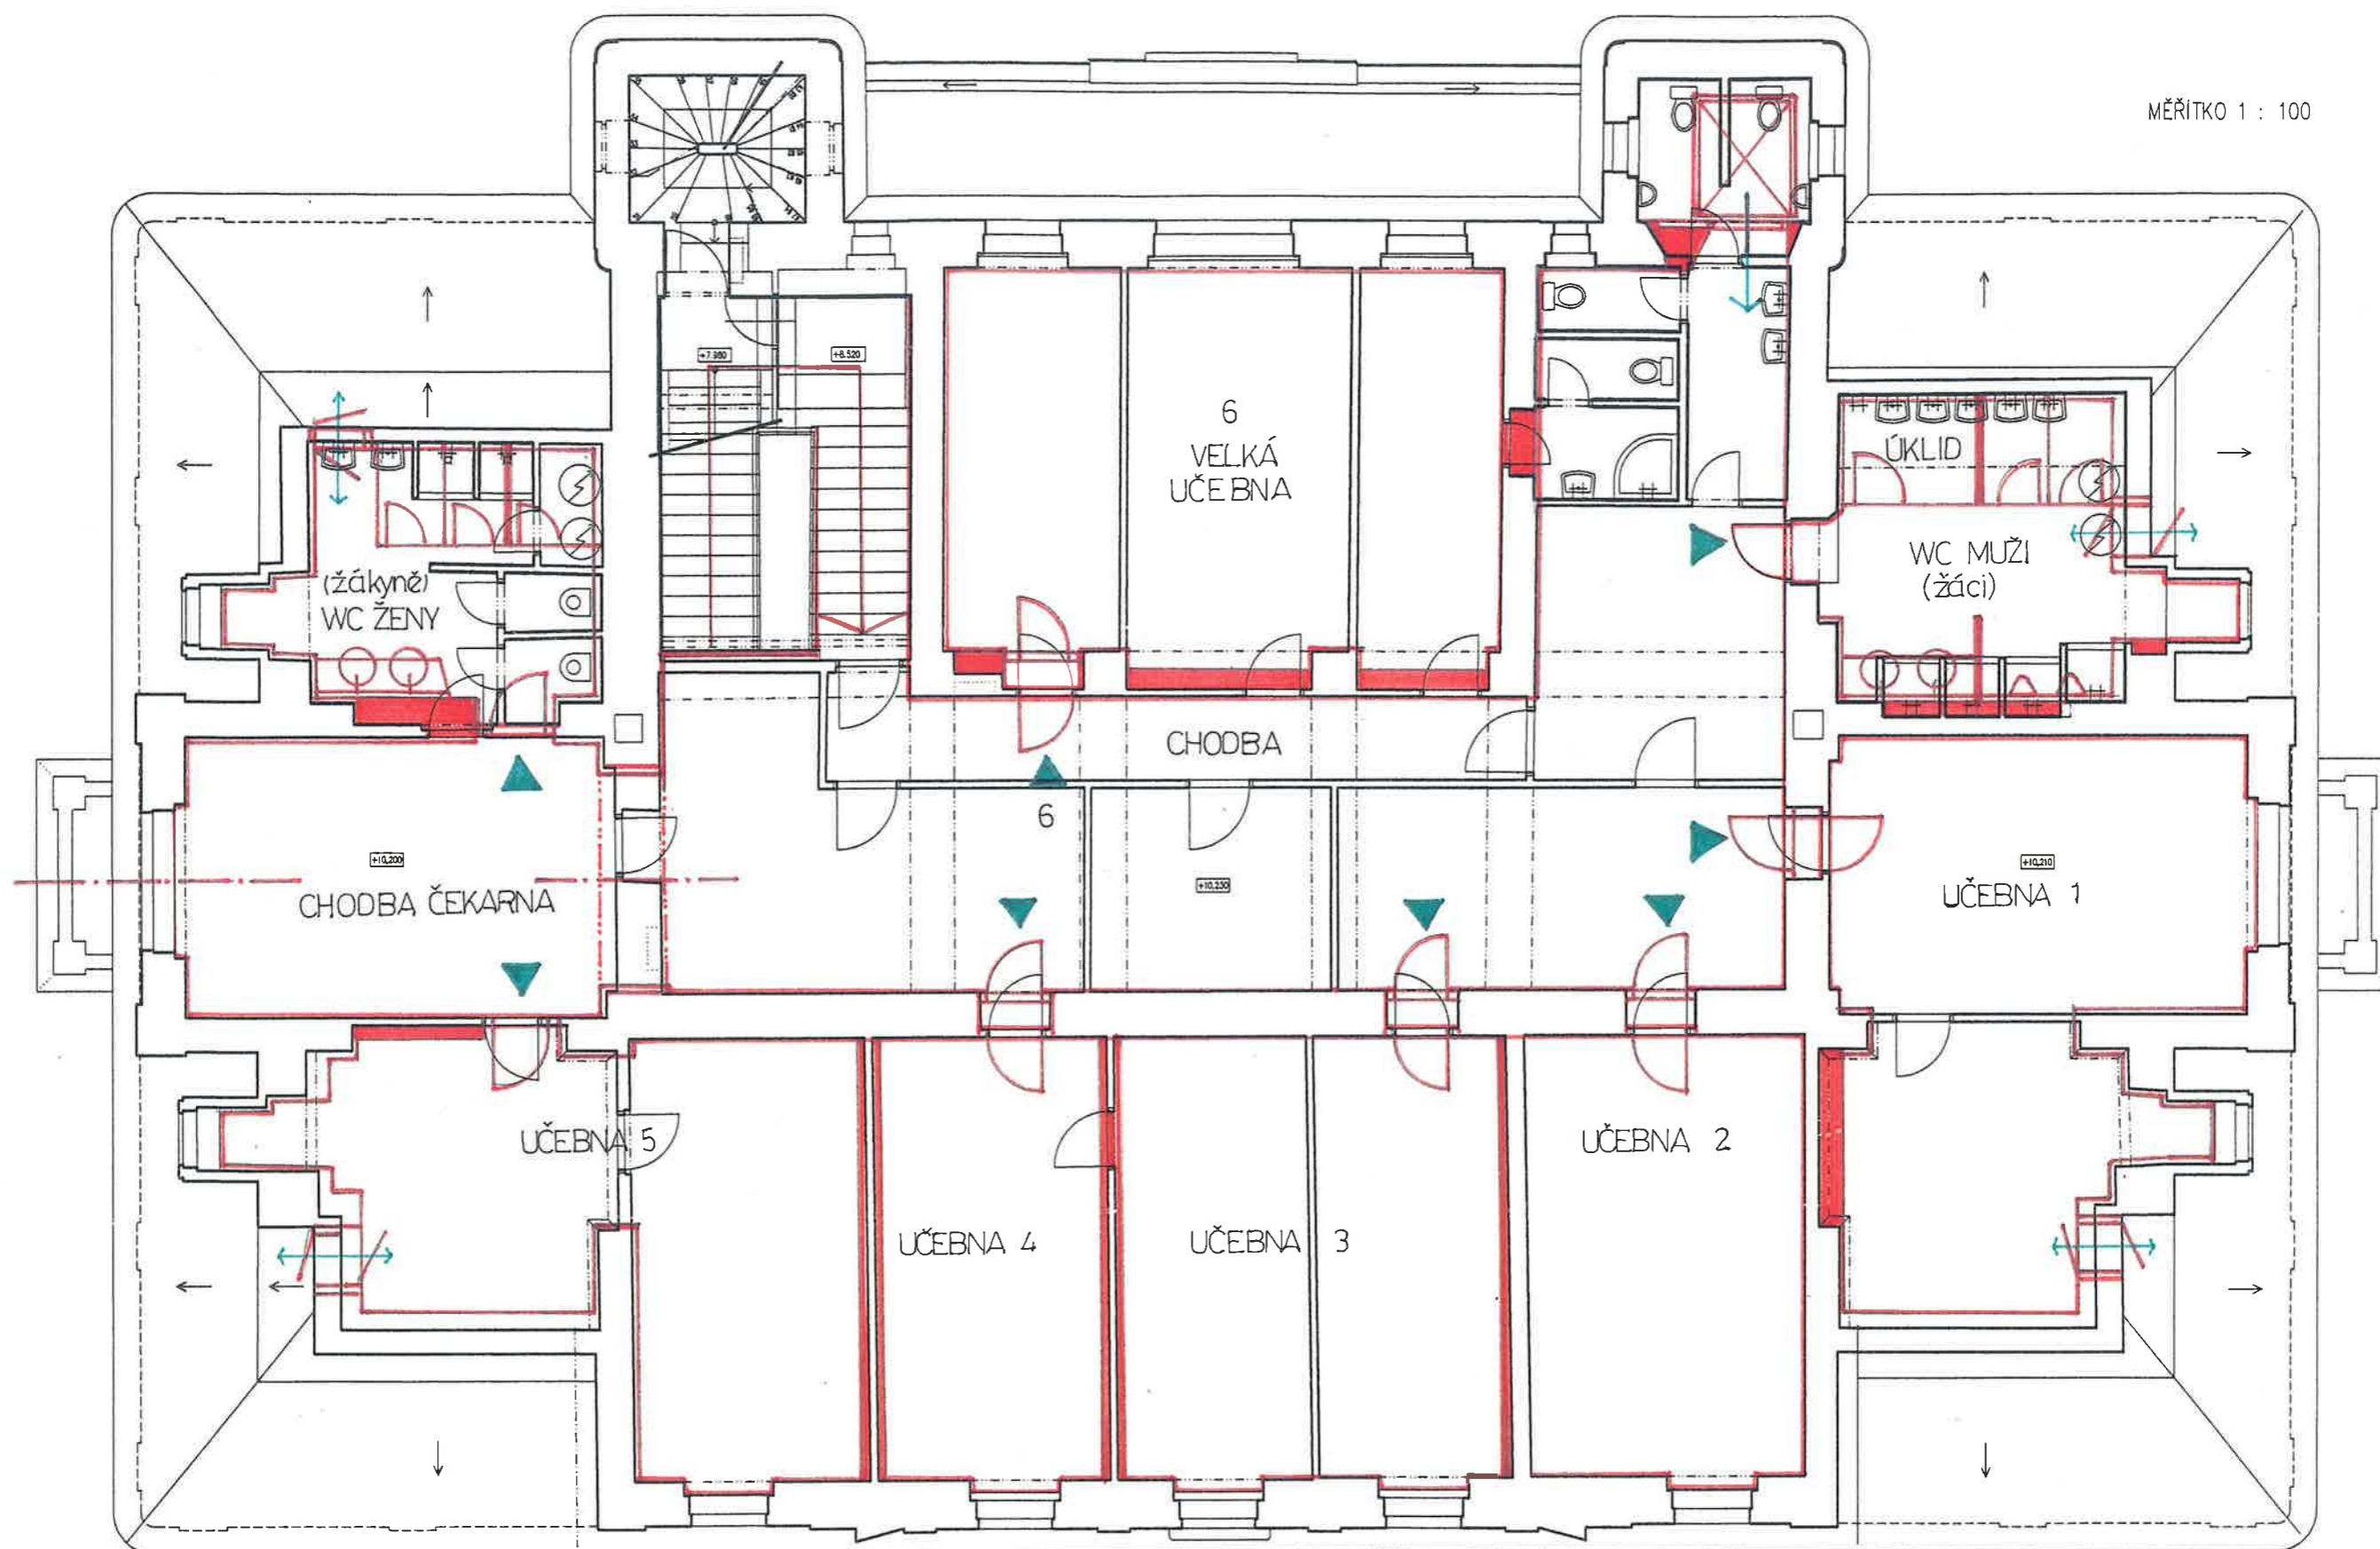 MĚŘÍTKO 1 : 100
+7.980
+8.520
6
VELKÁ
UČEBNA
ÚKLID
WC MUŽI
(žáci)
(žákyně)
WC ŽENY
CHODBA
6
+10,200
CHODBA ČEKARNA
+10,230
+10,210
UČEBNA 1
UČEBNA 5
UČEBNA 2
UČEBNA 4
UČEBNA 3